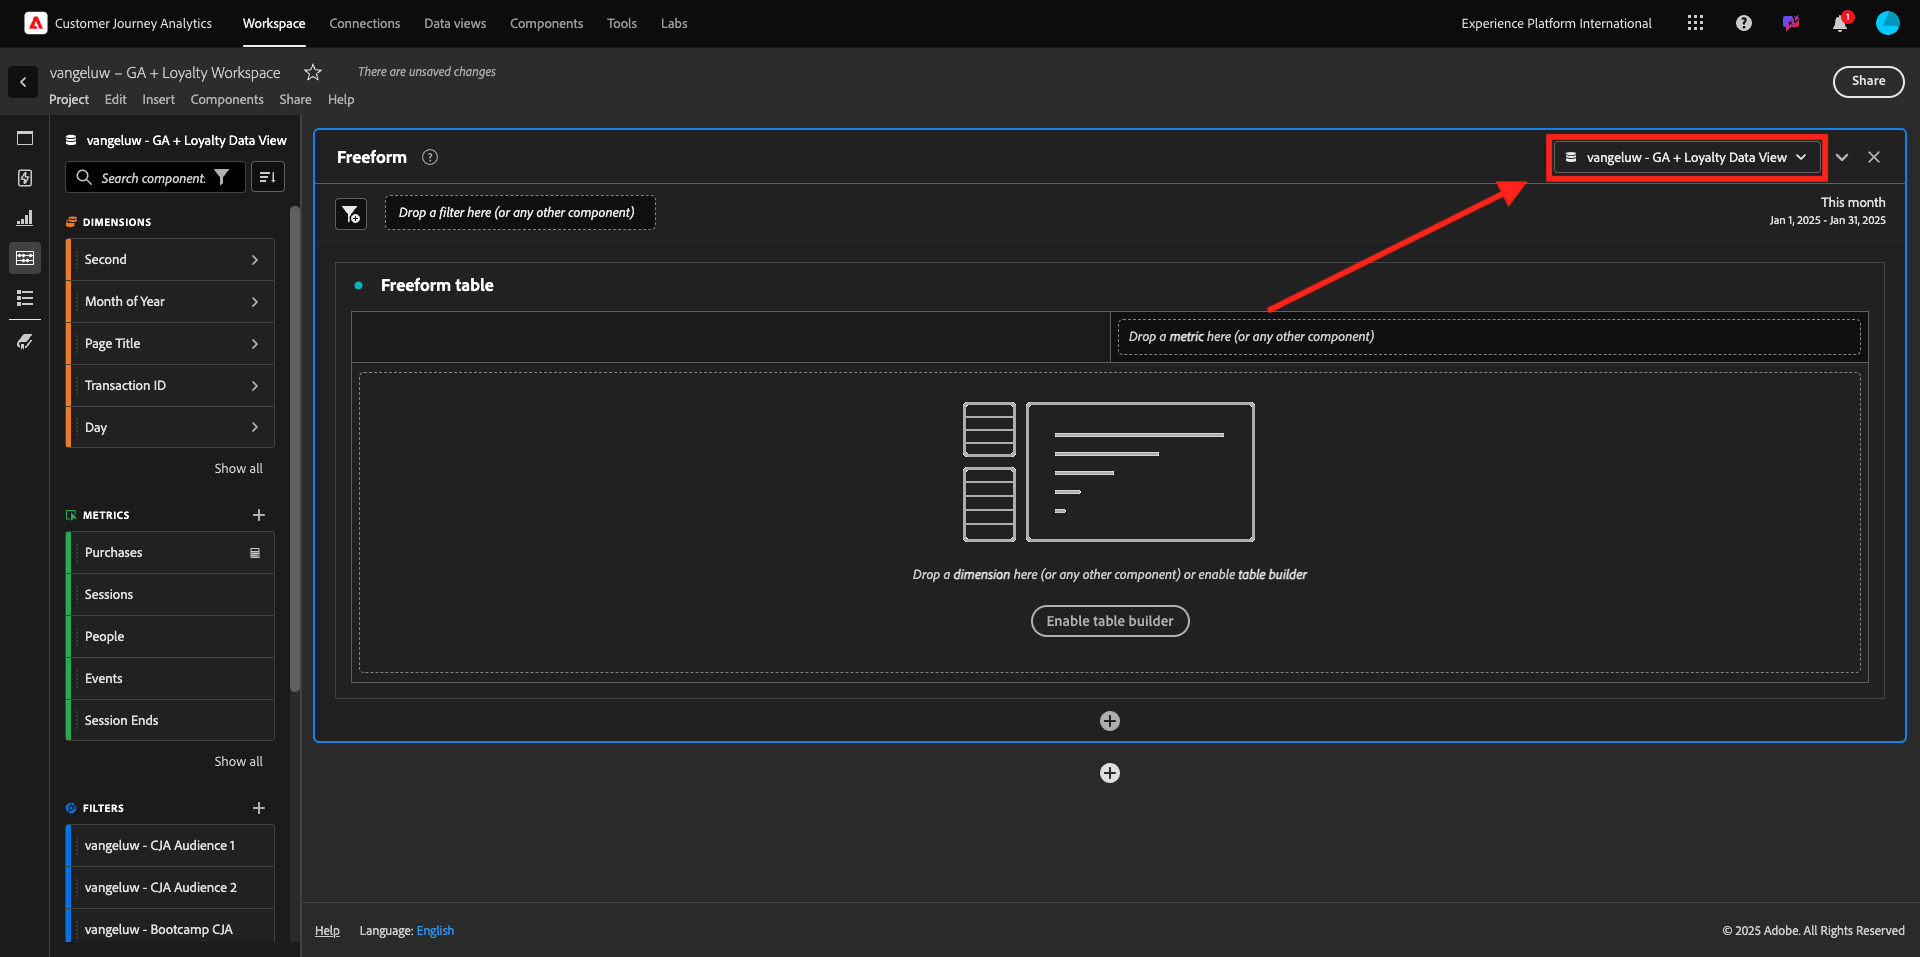 Customer Journey Analytics
Workspace
Connections
Data views
Components
Tools
Labs
Experience Platform International
1
vangeluw – GA + Loyalty Workspace
There are unsaved changes
Share
Project
Edit
Insert
Components
Share
Help
vangeluw - GA + Loyalty Data View
Search component:
DIMENSIONS
Second
Month of Year
Page Title
Transaction ID
Day
Show all
METRICS
Purchases
Sessions
People
Events
Session Ends
Show all
FILTERS
vangeluw - CJA Audience 1
vangeluw - CJA Audience 2
vangeluw - Bootcamp CJA
Freeform
vangeluw - GA + Loyalty Data View
Drop a filter here (or any other component)
This month
Jan 1, 2025 - Jan 31, 2025
Freeform table
Drop a metric here (or any other component)
Drop a dimension here (or any other component) or enable table builder
Enable table builder
Help
Language: English
© 2025 Adobe. All Rights Reserved